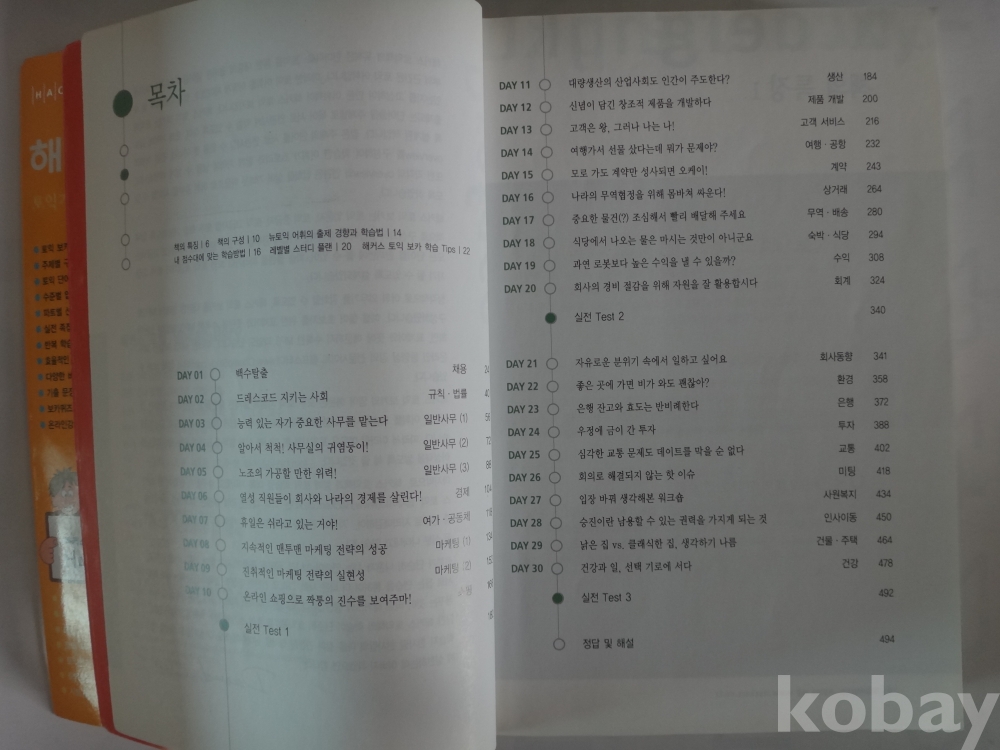 HAC
해
목차
책의 특징 | 6 책의 구성 | 10 뉴토익 어휘의 출제 경향과 학습법 | 14
내 점수대에 맞는 학습방법 | 16 레벨별 스터디 플랜 | 20 해커스 토익 보카 학습 Tips | 22
DAY 01 백수탈출 채용
DAY 02 드레스코드 지키는 사회 규칙 · 법률
DAY 03 능력 있는 자가 중요한 사무를 맡는다 일반사무 (1)
DAY 04 알아서 척척! 사무실의 귀염둥이! 일반사무 (2)
DAY 05 노조의 가공할 만한 위력! 일반사무 (3)
DAY 06 열성 직원들이 회사와 나라의 경제를 살린다! 경제 104
DAY 07 휴일은 쉬라고 있는 거야! 여가 · 공동체
DAY 08 지속적인 맨투맨 마케팅 전략의 성공 마케팅 (1)
DAY 09 진취적인 마케팅 전략의 실현성 마케팅 (2)
DAY 10 온라인 쇼핑으로 짝퉁의 진수를 보여주마!
실전 Test 1
DAY 11 대량생산의 산업사회도 인간이 주도한다? 생산 184
DAY 12 신념이 담긴 창조적 제품을 개발하다 제품 개발 200
DAY 13 고객은 왕, 그러나 나는 나! 고객 서비스 216
DAY 14 여행가서 선물 샀다는데 뭐가 문제야? 여행 · 공항 232
DAY 15 모로 가도 계약만 성사되면 오케이! 계약 243
DAY 16 나라의 무역협정을 위해 몸바쳐 싸운다! 상거래 264
DAY 17 중요한 물건(?) 조심해서 빨리 배달해 주세요 무역 · 배송 280
DAY 18 식당에서 나오는 물은 마시는 것만이 아니군요 숙박 · 식당 294
DAY 19 과연 로봇보다 높은 수익을 낼 수 있을까? 수익 308
DAY 20 회사의 경비 절감을 위해 자원을 잘 활용합시다 회계 324
실전 Test 2 340
DAY 21 자유로운 분위기 속에서 일하고 싶어요 회사동향 341
DAY 22 좋은 곳에 가면 비가 와도 괜찮아? 환경 358
DAY 23 은행 잔고와 효도는 반비례한다 은행 372
DAY 24 우정에 금이 간 투자 투자 388
DAY 25 심각한 교통 문제도 데이트를 막을 순 없다 교통 402
DAY 26 회의로 해결되지 않는 핫 이슈 미팅 418
DAY 27 입장 바꿔 생각해본 워크숍 사원복지 434
DAY 28 승진이란 남용할 수 있는 권력을 가지게 되는 것 인사이동 450
DAY 29 낡은 집 vs. 클래식한 집, 생각하기 나름 건물 · 주택 464
DAY 30 건강과 일, 선택 기로에 서다 건강 478
실전 Test 3 492
정답 및 해설 494
kobay